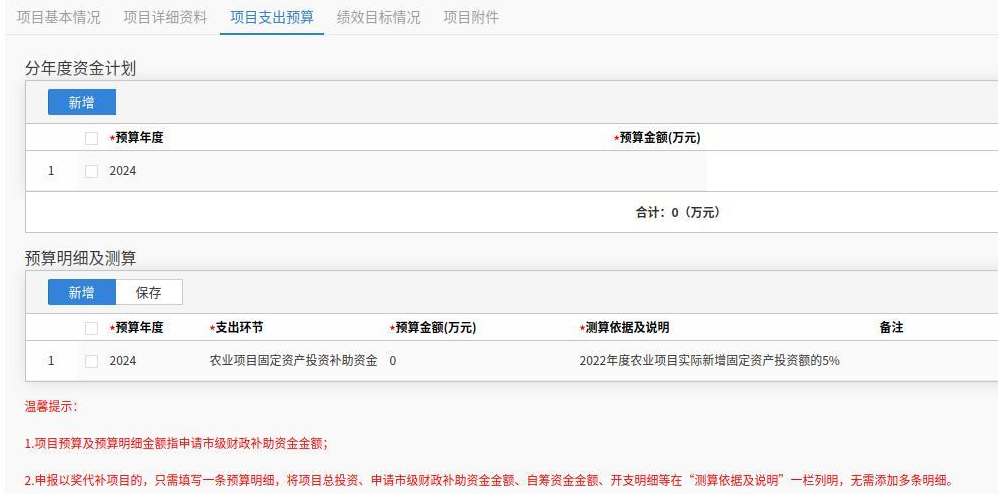 项目基本情况 项目详细资料 项目支出预算 绩效目标情况 项目附件
分年度资金计划
新增
*预算年度 *预算金额(万元)
1 2024
合计：0（万元）
预算明细及测算
新增 保存
*预算年度 *支出环节 *预算金额(万元) *测算依据及说明 备注
1 2024 农业项目固定资产投资补助资金 0 2022年度农业项目实际新增固定资产投资额的5%
温馨提示：
1.项目预算及预算明细金额指申请市级财政补助资金金额；
2.申报以奖代补项目的，只需填写一条预算明细，将项目总投资、申请市级财政补助资金金额、自筹资金金额、开支明细等在“测算依据及说明”一栏列明，无需添加多条明细。